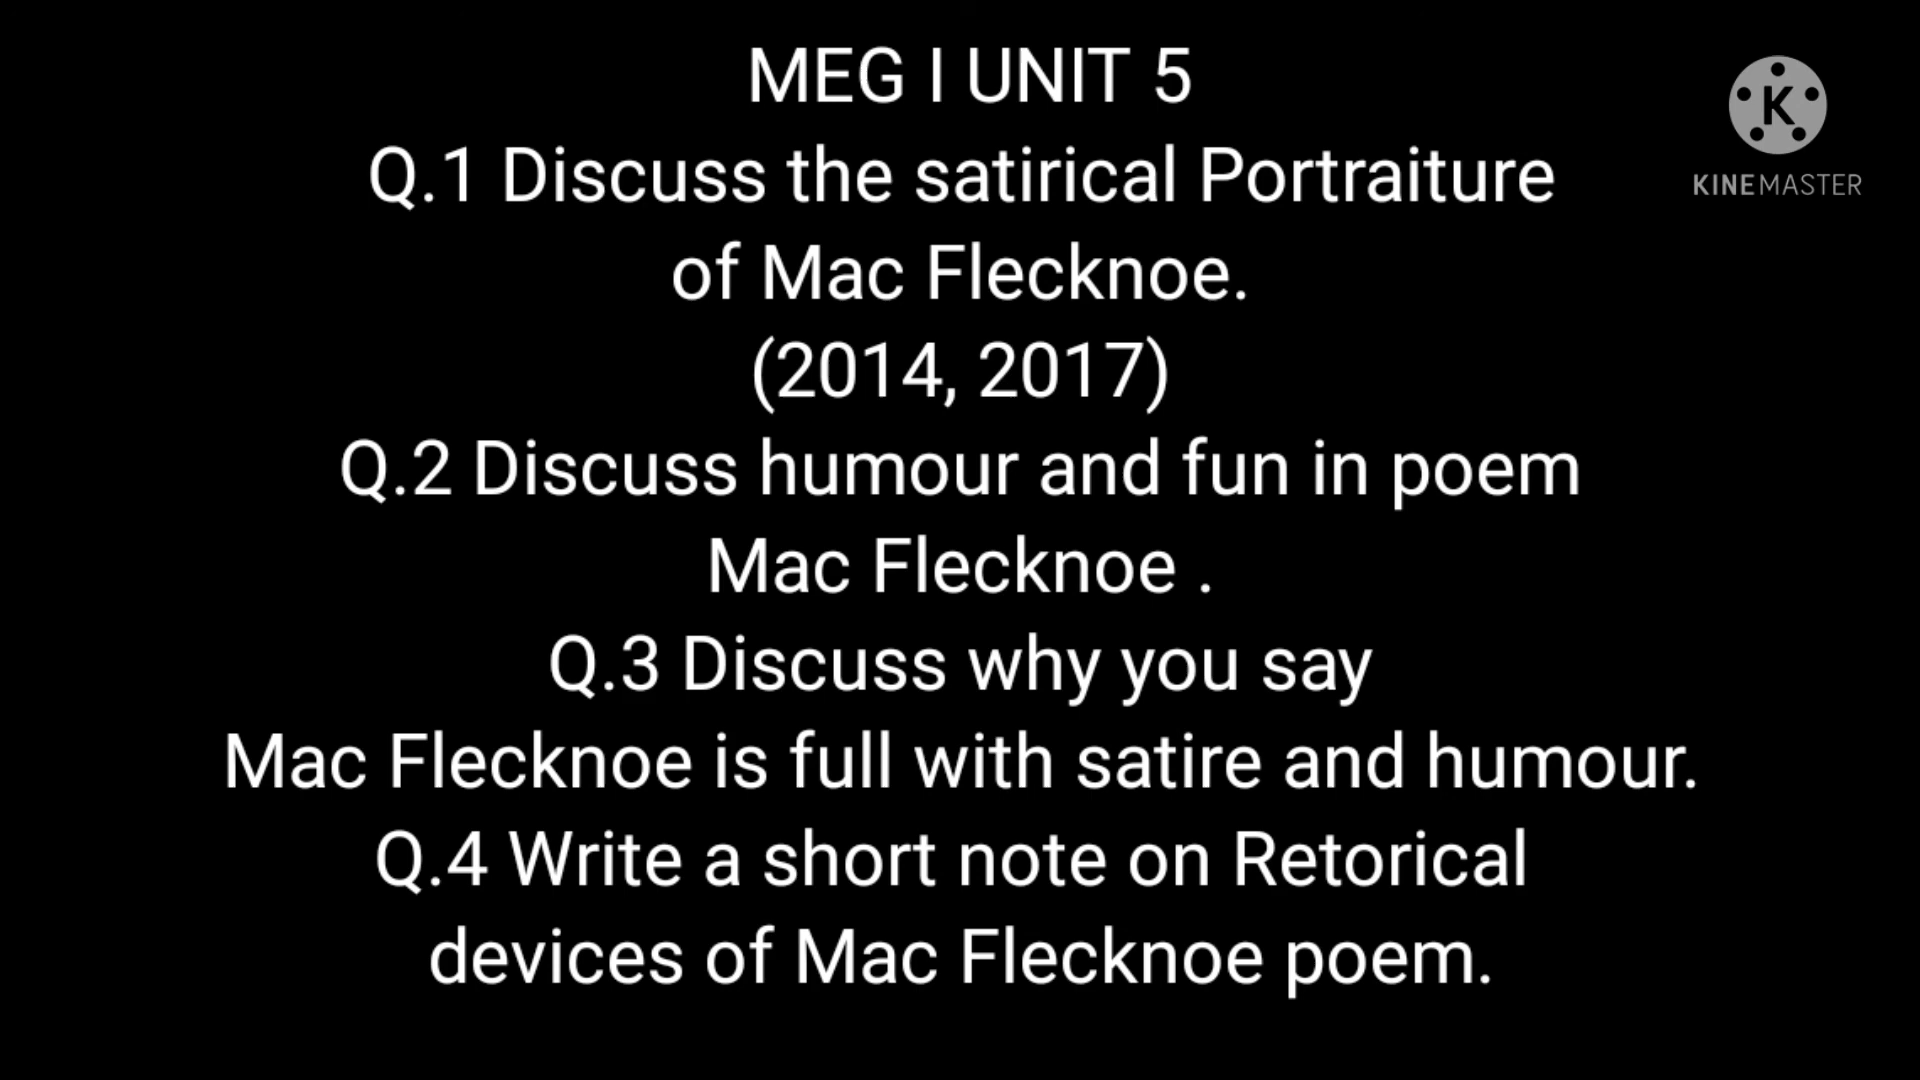 MEG I UNIT 5
Q.1 Discuss the satirical Portraiture
of Mac Flecknoe.
(2014, 2017)
Q.2 Discuss humour and fun in poem
Mac Flecknoe .
Q.3 Discuss why you say
Mac Flecknoe is full with satire and humour.
Q.4 Write a short note on Retorical
devices of Mac Flecknoe poem.
K
KINEMASTER